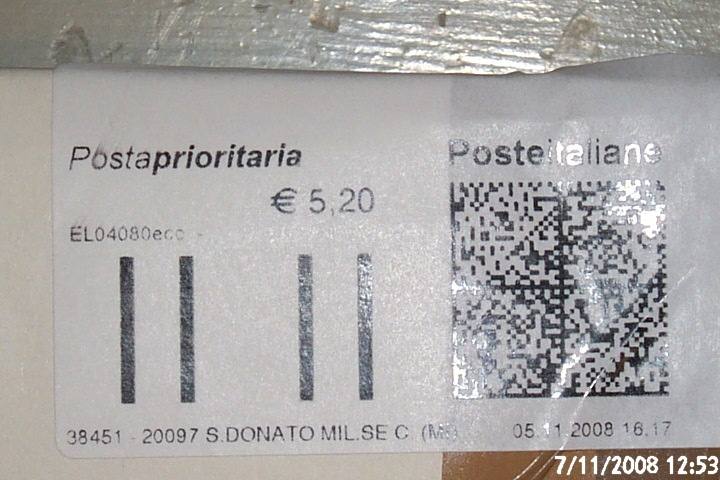 Postaprioritaria
Posteitaliane
€ 5,20
EL04080ecc -
38451 - 20097 S.DONATO MIL.SE C (MI) 05.11.2008 16.17
7/11/2008 12:53